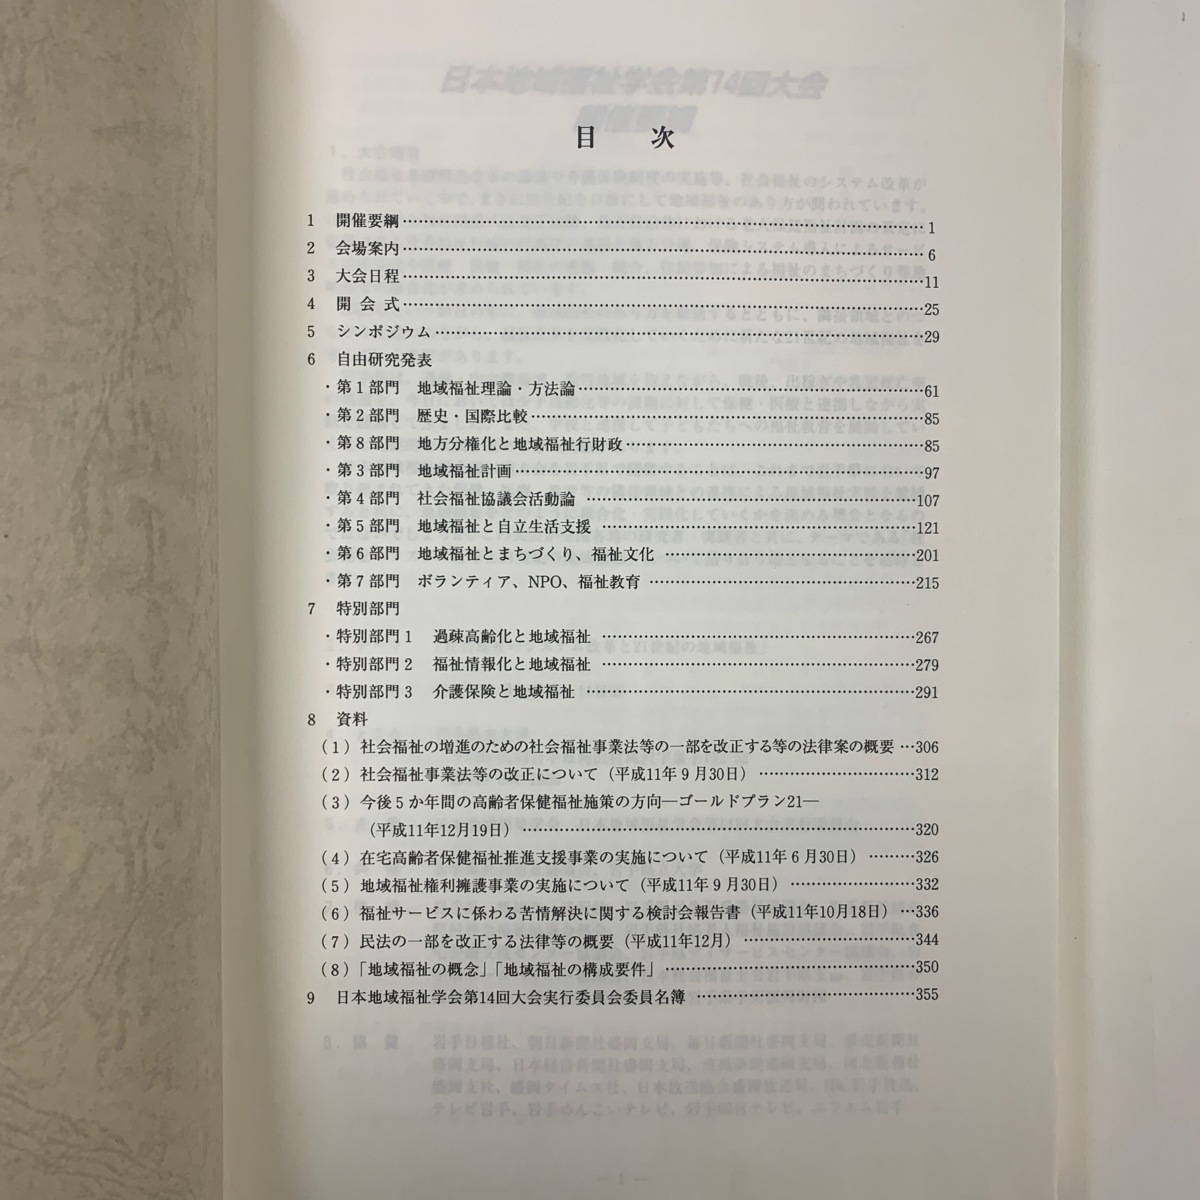 目　次
1　開催要綱……………1
2　会場案内……………6
3　大会日程……………11
4　開 会 式……………25
5　シンポジウム……………29
6　自由研究発表
・第1部門　地域福祉理論・方法論……………61
・第2部門　歴史・国際比較……………85
・第8部門　地方分権化と地域福祉行財政……………85
・第3部門　地域福祉計画……………97
・第4部門　社会福祉協議会活動論……………107
・第5部門　地域福祉と自立生活支援……………121
・第6部門　地域福祉とまちづくり、福祉文化……………201
・第7部門　ボランティア、NPO、福祉教育……………215
7　特別部門
・特別部門1　過疎高齢化と地域福祉……………267
・特別部門2　福祉情報化と地域福祉……………279
・特別部門3　介護保険と地域福祉……………291
8　資料
(1) 社会福祉の増進のための社会福祉事業法等の一部を改正する等の法律案の概要…306
(2) 社会福祉事業法等の改正について（平成11年9月30日）……………312
(3) 今後5か年間の高齢者保健福祉施策の方向―ゴールドプラン21―
（平成11年12月19日）……………320
(4) 在宅高齢者保健福祉推進支援事業の実施について（平成11年6月30日）………326
(5) 地域福祉権利擁護事業の実施について（平成11年9月30日）……………332
(6) 福祉サービスに係わる苦情解決に関する検討会報告書（平成11年10月18日）…336
(7) 民法の一部を改正する法律等の概要（平成11年12月）……………344
(8)「地域福祉の概念」「地域福祉の構成要件」……………350
9　日本地域福祉学会第14回大会実行委員会委員名簿……………355